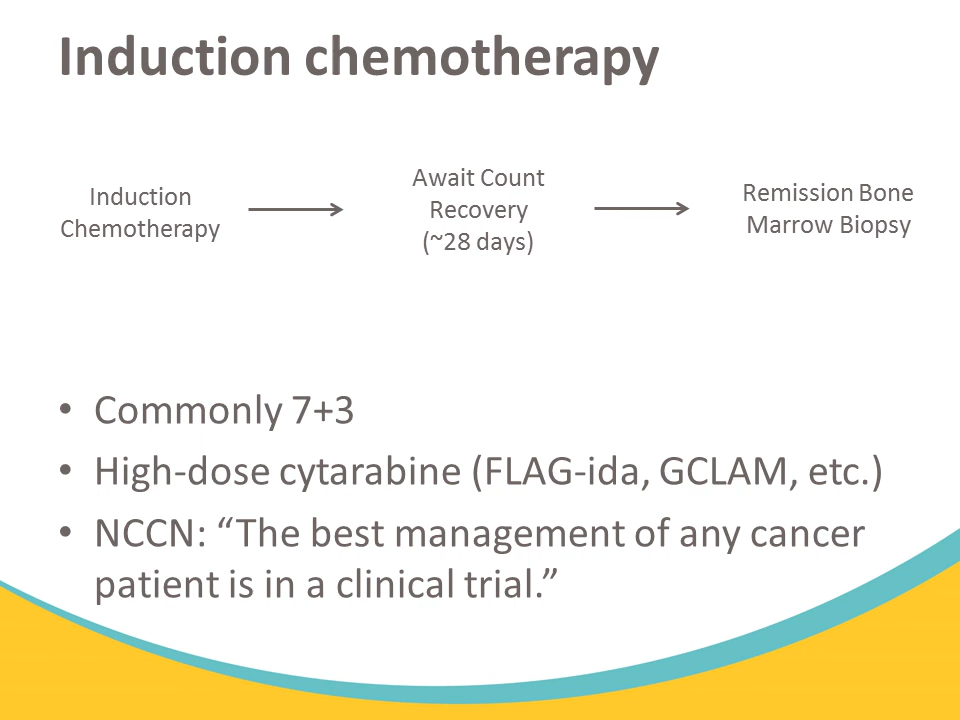 Induction chemotherapy
Induction
Chemotherapy
Await Count
Recovery
(~28 days)
Remission Bone
Marrow Biopsy
• Commonly 7+3
• High-dose cytarabine (FLAG-ida, GCLAM, etc.)
• NCCN: “The best management of any cancer
patient is in a clinical trial.”